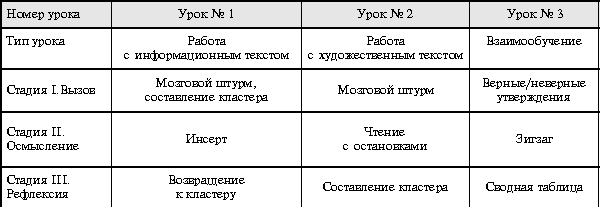 Номер урока Урок № 1 Урок № 2 Урок № 3
Тип урока Работа с информационным текстом Работа с художественным текстом Взаимообучение
Стадия I. Вызов Мозговой штурм, составление кластера Мозговой штурм Верные/неверные утверждения
Стадия II. Осмысление Инсерт Чтение с остановками Зигзаг
Стадия III. Рефлексия Возвращение к кластеру Составление кластера Сводная таблица